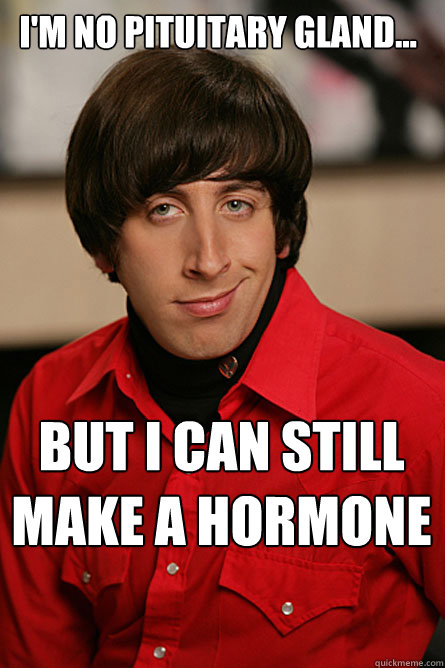 I'M NO PITUITARY GLAND...
BUT I CAN STILL
MAKE A HORMONE
quickmeme.com